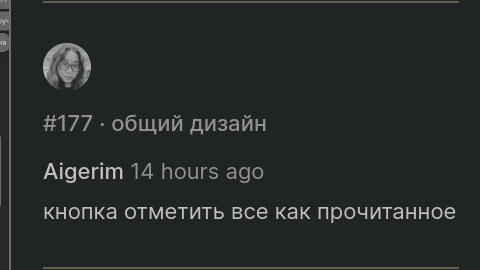 #177 · общий дизайн
Aigerim 14 hours ago
кнопка отметить все как прочитанное